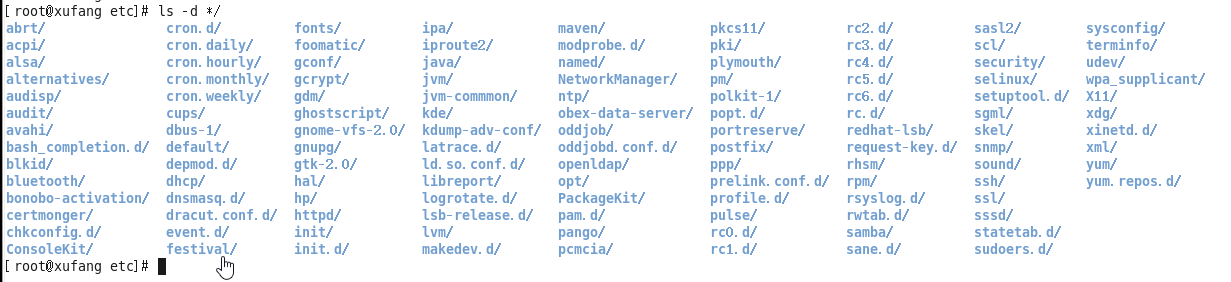 [root@xufang etc]# ls -d */
abrt/ cron.d/ fonts/ ipa/ maven/ pkcs11/ rc2.d/ sasl2/ sysconfig/
acpi/ cron.daily/ foomatic/ iproute2/ modprobe.d/ pki/ rc3.d/ scl/ terminfo/
alsa/ cron.hourly/ gconf/ java/ named/ plymouth/ rc4.d/ security/ udev/
alternatives/ cron.monthly/ gcrypt/ jvm/ NetworkManager/ pm/ rc5.d/ selinux/ wpa_supplicant/
audisp/ cron.weekly/ gdm/ jvm-commmon/ ntp/ polkit-1/ rc6.d/ setuptool.d/ X11/
audit/ cups/ ghostscript/ kde/ obex-data-server/ popt.d/ rc.d/ sgml/ xdg/
avahi/ dbus-1/ gnome-vfs-2.0/ kdump-adv-conf/ oddjob/ portreserve/ redhat-lsb/ skel/ xinetd.d/
bash_completion.d/ default/ gnupg/ latrace.d/ oddjobd.conf.d/ postfix/ request-key.d/ snmp/ xml/
blkid/ depmod.d/ gtk-2.0/ ld.so.conf.d/ openldap/ ppp/ rhsm/ sound/ yum/
bluetooth/ dhcp/ hal/ libreport/ opt/ prelink.conf.d/ rpm/ ssh/ yum.repos.d/
bonobo-activation/ dnsmasq.d/ hp/ logrotate.d/ PackageKit/ profile.d/ rsyslog.d/ ssl/
certmonger/ dracut.conf.d/ httpd/ lsb-release.d/ pam.d/ pulse/ rwtab.d/ sssd/
chkconfig.d/ event.d/ init/ lvm/ pango/ rc0.d/ samba/ statetab.d/
ConsoleKit/ festival/ init.d/ makedev.d/ pcmcia/ rc1.d/ sane.d/ sudoers.d/
[root@xufang etc]#